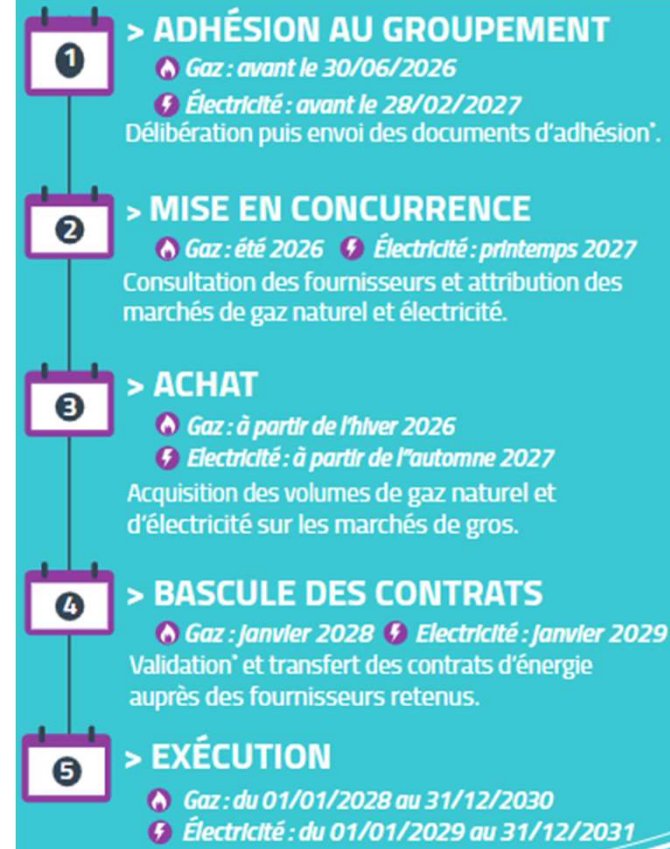 1
> ADHÉSION AU GROUPEMENT
Gaz : avant le 30/06/2026
Électricité : avant le 28/02/2027
Délibération puis envoi des documents d'adhésion*.
2
> MISE EN CONCURRENCE
Gaz : été 2026 Électricité : printemps 2027
Consultation des fournisseurs et attribution des
marchés de gaz naturel et électricité.
3
> ACHAT
Gaz : à partir de l'hiver 2026
Electricité : à partir de l''automne 2027
Acquisition des volumes de gaz naturel et
d'électricité sur les marchés de gros.
4
> BASCULE DES CONTRATS
Gaz : Janvier 2028 Electricité : Janvier 2029
Validation* et transfert des contrats d'énergie
auprès des fournisseurs retenus.
5
> EXÉCUTION
Gaz : du 01/01/2028 au 31/12/2030
Électricité : du 01/01/2029 au 31/12/2031